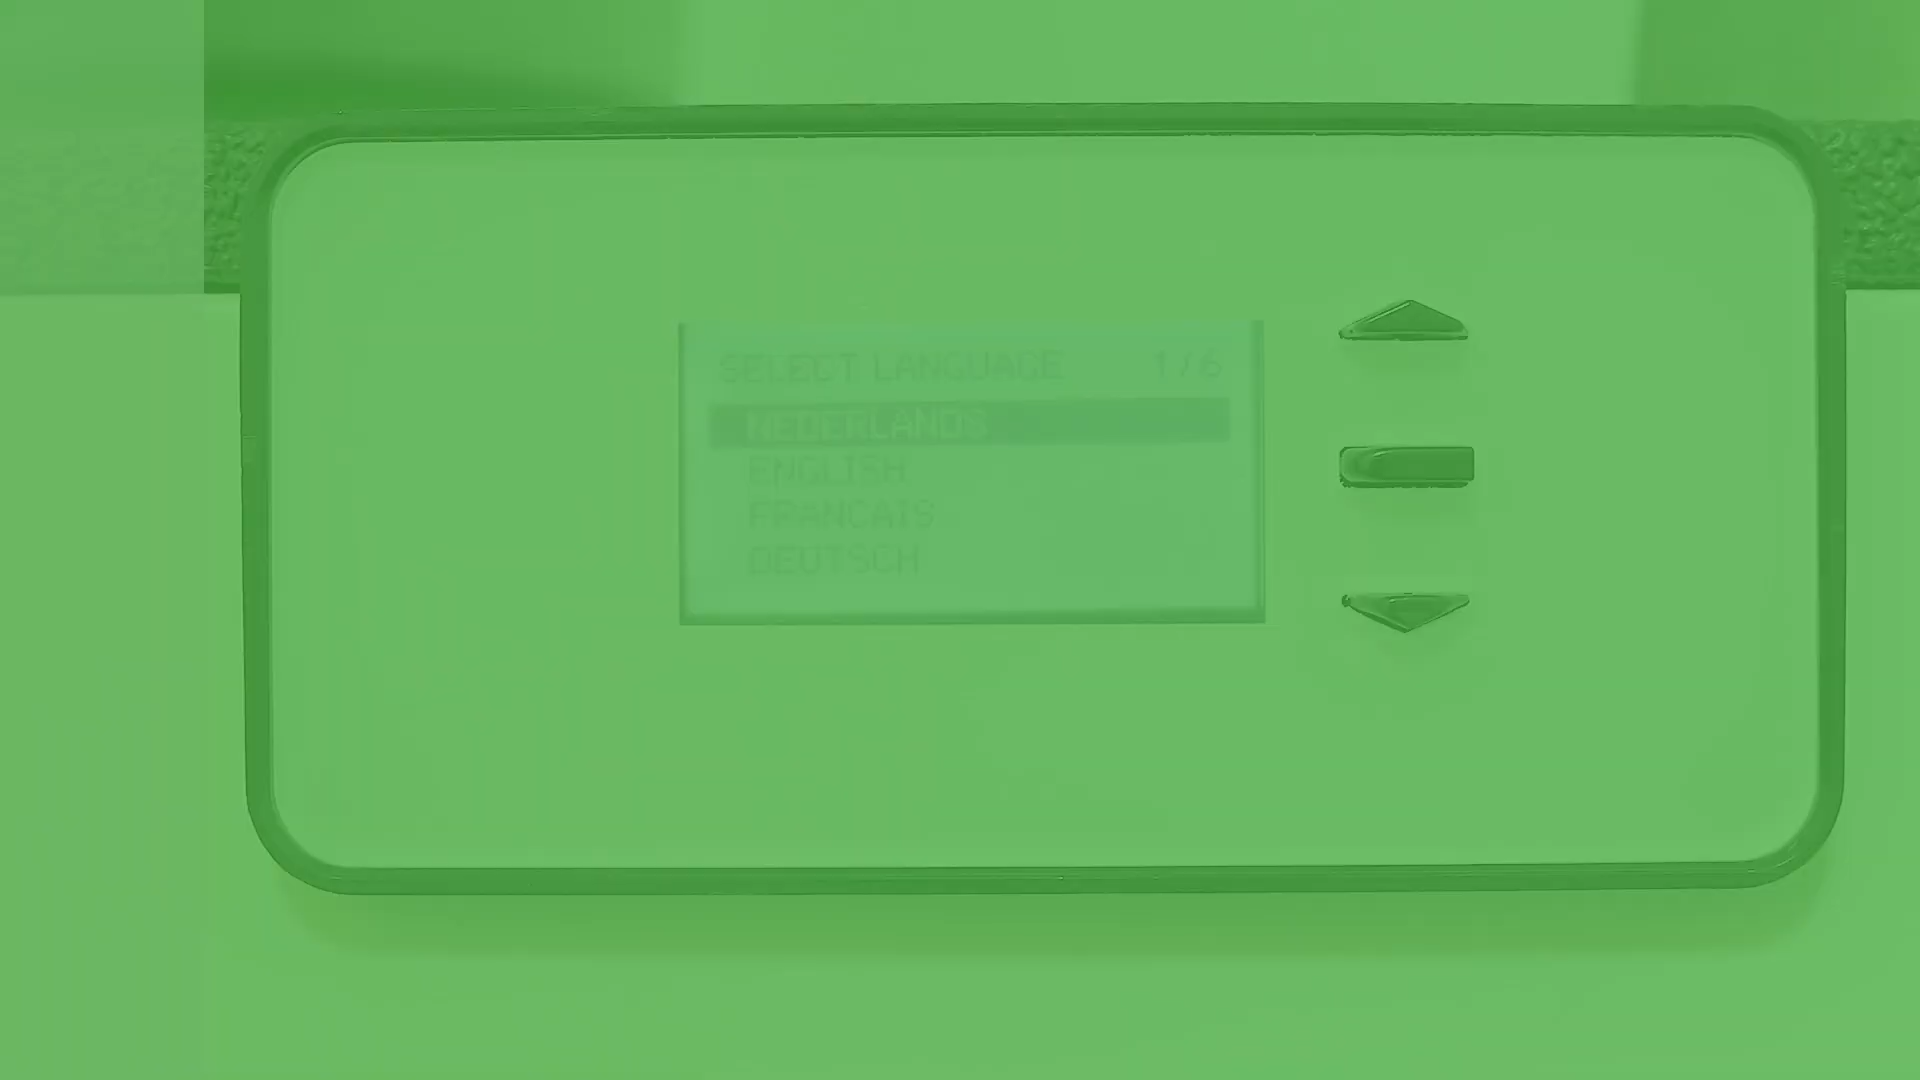 SELECT LANGUAGE 1/6
NEDERLANDS
ENGLISH
FRANCAIS
DEUTSCH